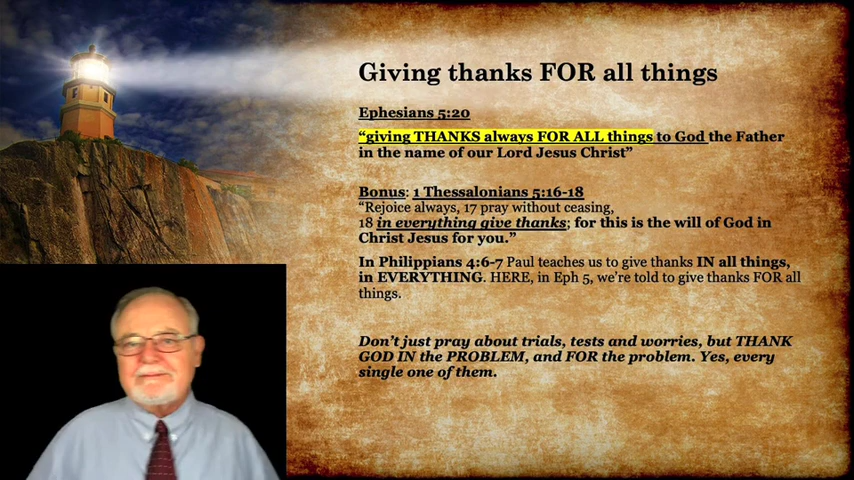 Giving thanks FOR all things
Ephesians 5:20
“giving THANKS always FOR ALL things to God the Father
in the name of our Lord Jesus Christ”
Bonus: 1 Thessalonians 5:16-18
“Rejoice always, 17 pray without ceasing,
18 in everything give thanks; for this is the will of God in
Christ Jesus for you.”
In Philippians 4:6-7 Paul teaches us to give thanks IN all things,
in EVERYTHING. HERE, in Eph 5, we’re told to give thanks FOR all
things.
Don’t just pray about trials, tests and worries, but THANK
GOD IN the PROBLEM, and FOR the problem. Yes, every
single one of them.